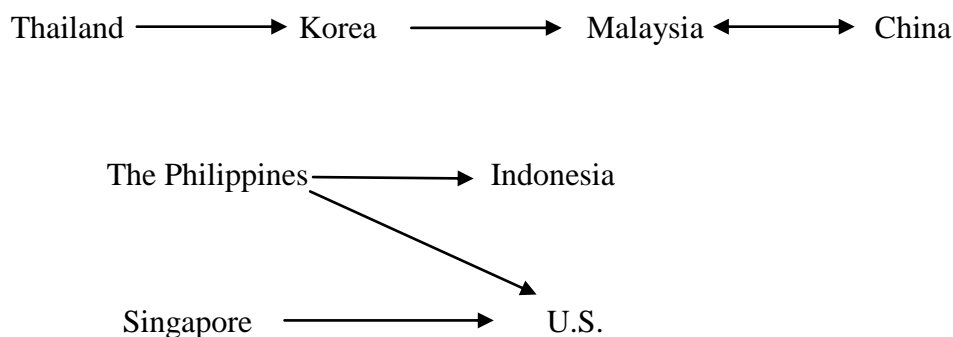 Thailand Korea Malaysia China
The Philippines Indonesia
Singapore U.S.